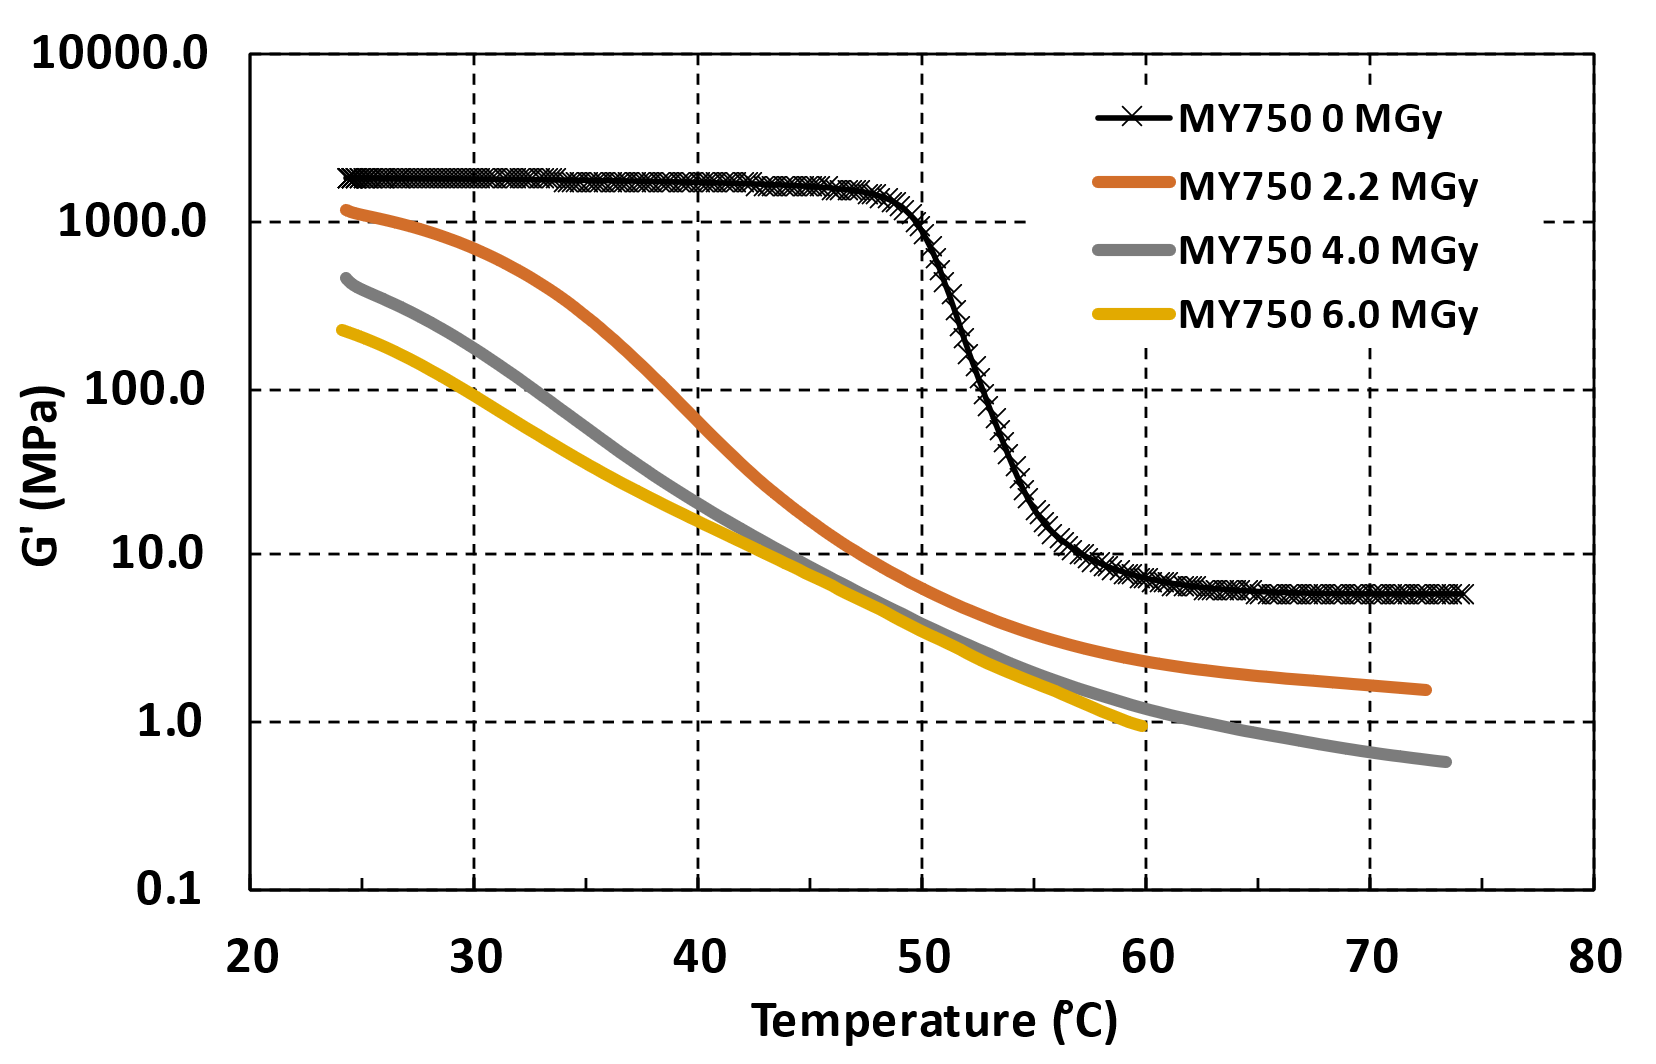 10000.0
1000.0
100.0
10.0
1.0
0.1
G' (MPa)
MY750 0 MGy
MY750 2.2 MGy
MY750 4.0 MGy
MY750 6.0 MGy
20 30 40 50 60 70 80
Temperature (°C)